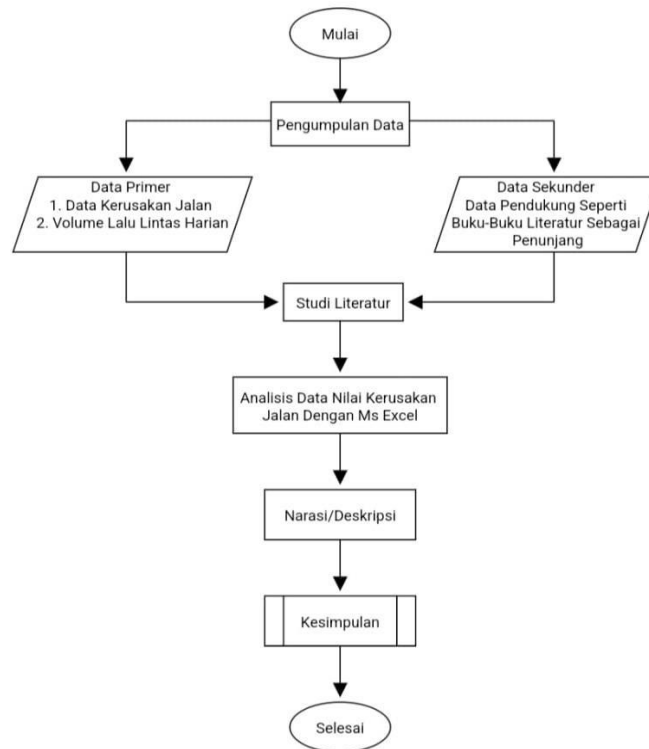 Mulai
Pengumpulan Data
Data Primer
1. Data Kerusakan Jalan
2. Volume Lalu Lintas Harian
Data Sekunder
Data Pendukung Seperti
Buku-Buku Literatur Sebagai
Penunjang
Studi Literatur
Analisis Data Nilai Kerusakan
Jalan Dengan Ms Excel
Narasi/Deskripsi
Kesimpulan
Selesai